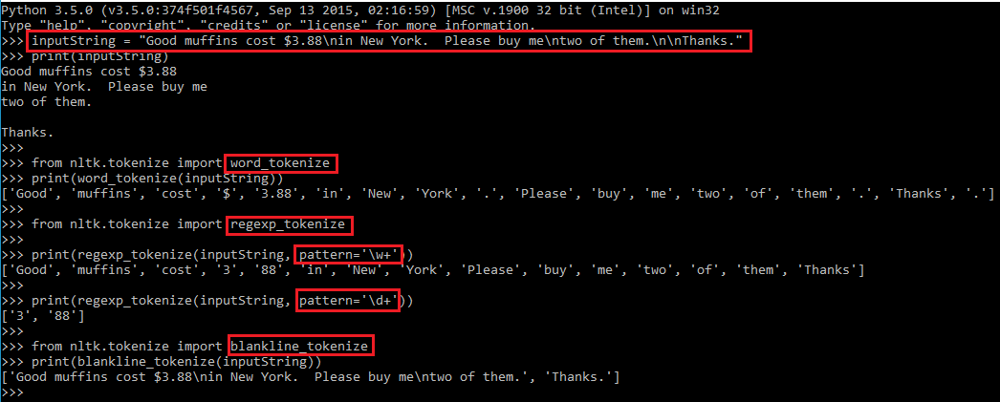 Python 3.5.0 (v3.5.0:374f501f4567, Sep 13 2015, 02:16:59) [MSC v.1900 32 bit (Intel)] on win32
Type "help", "copyright", "credits" or "license" for more information.
>>> inputString = "Good muffins cost $3.88\nin New York.  Please buy me\ntwo of them.\n\nThanks."
>>> print(inputString)
Good muffins cost $3.88
in New York.  Please buy me
two of them.

Thanks.
>>>
>>> from nltk.tokenize import word_tokenize
>>> print(word_tokenize(inputString))
['Good', 'muffins', 'cost', '$', '3.88', 'in', 'New', 'York', '.', 'Please', 'buy', 'me', 'two', 'of', 'them', '.', 'Thanks', '.']
>>>
>>> from nltk.tokenize import regexp_tokenize
>>>
>>> print(regexp_tokenize(inputString, pattern='\w+'))
['Good', 'muffins', 'cost', '3', '88', 'in', 'New', 'York', 'Please', 'buy', 'me', 'two', 'of', 'them', 'Thanks']
>>>
>>> print(regexp_tokenize(inputString, pattern='\d+'))
['3', '88']
>>>
>>> from nltk.tokenize import blankline_tokenize
>>> print(blankline_tokenize(inputString))
['Good muffins cost $3.88\nin New York.  Please buy me\ntwo of them.', 'Thanks.']
>>>